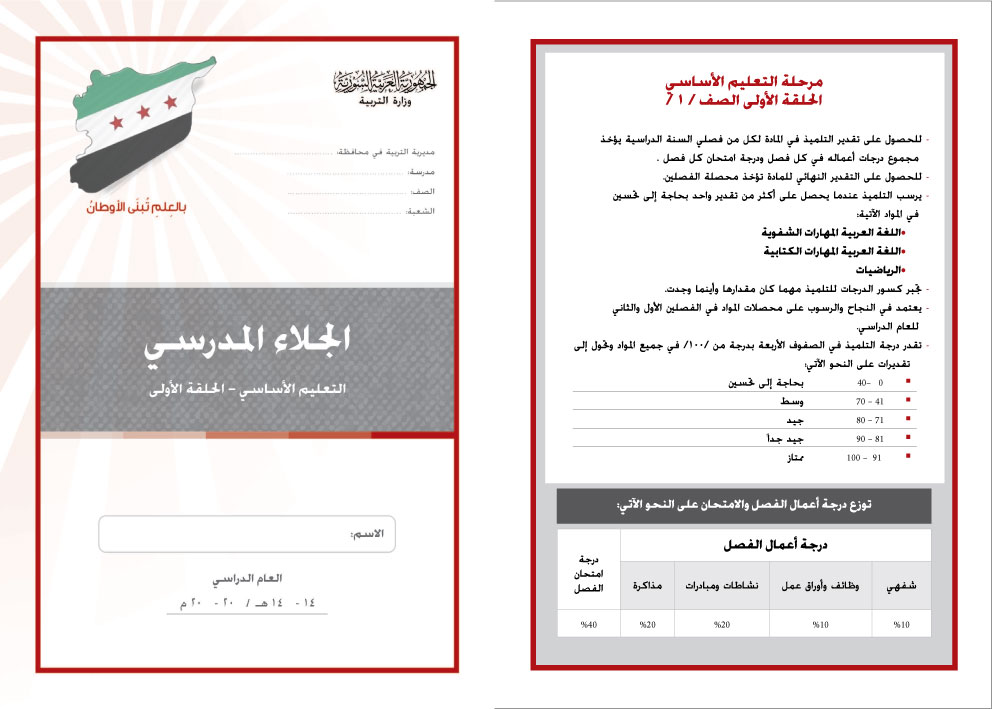 الجمهورية العربية السورية
وزارة التربية
مديرية التربية في محافظة: ........................
مدرسة: ........................
الصف: ........................
الشعبة: ........................
بالعِلمِ تُبنَى الأوطانُ
الجلاء المدرسي
التعليم الأساسي - الحلقة الأولى
الاسم:
العام الدراسي
١٤ - ١٤ هـ / ٢٠ - ٢٠ م
مرحلة التعليم الأساسي
الحلقة الأولى الصف / ١ /
- للحصول على تقدير التلميذ في المادة لكل من فصلي السنة الدراسية يؤخذ
مجموع درجات أعماله في كل فصل ودرجة امتحان كل فصل .
- للحصول على التقدير النهائي للمادة تؤخذ محصلة الفصلين.
- يرسب التلميذ عندما يحصل على أكثر من تقدير واحد بحاجة إلى تحسين
في المواد الآتية:
•اللغة العربية المهارات الشفوية
•اللغة العربية المهارات الكتابية
•الرياضيات
- تجبر كسور الدرجات للتلميذ مهما كان مقدارها وأينما وجدت.
- يعتمد في النجاح والرسوب على محصلات المواد في الفصلين الأول والثاني
للعام الدراسي.
- تقدر درجة التلميذ في الصفوف الأربعة بدرجة من /١٠٠/ في جميع المواد وتحول إلى
تقديرات على النحو الآتي:
0 -40 بحاجة إلى تحسين
41 - 70 وسط
71 - 80 جيد
81 - 90 جيد جداً
91 - 100 ممتاز
توزع درجة أعمال الفصل والامتحان على النحو الآتي:
درجة أعمال الفصل
درجة
امتحان
الفصل
شفهي وظائف وأوراق عمل نشاطات ومبادرات مذاكرة
%10 %10 %20 %20 %40